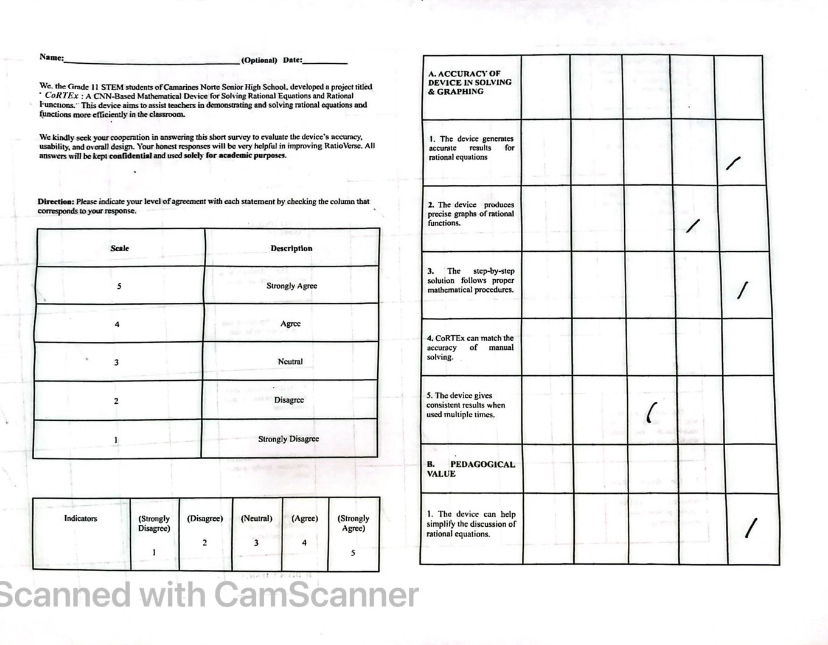 Name: (Optional) Date:
We, the Grade 11 STEM students of Camarines Norte Senior High School, developed a project titled
" CoRTEx : A CNN-Based Mathematical Device for Solving Rational Equations and Rational
Functions." This device aims to assist teachers in demonstrating and solving rational equations and
functions more efficiently in the classroom.
We kindly seek your cooperation in answering this short survey to evaluate the device's accuracy,
usability, and overall design. Your honest responses will be very helpful in improving RatioVerse. All
answers will be kept confidential and used solely for academic purposes.
Direction: Please indicate your level of agreement with each statement by checking the column that
corresponds to your response.
Scale Description
5 Strongly Agree
4 Agree
3 Neutral
2 Disagree
1 Strongly Disagree
Indicators (Strongly (Disagree) (Neutral) (Agree) (Strongly
Disagree) Agree)
1 2 3 4 5
A. ACCURACY OF
DEVICE IN SOLVING
& GRAPHING
1. The device generates
accurate results for
rational equations /
2. The device produces
precise graphs of rational
functions. /
3. The step-by-step
solution follows proper
mathematical procedures. /
4. CoRTEx can match the
accuracy of manual
solving.
5. The device gives
consistent results when
used multiple times. /
B. PEDAGOGICAL
VALUE
1. The device can help
simplify the discussion of
rational equations. /
Scanned with CamScanner